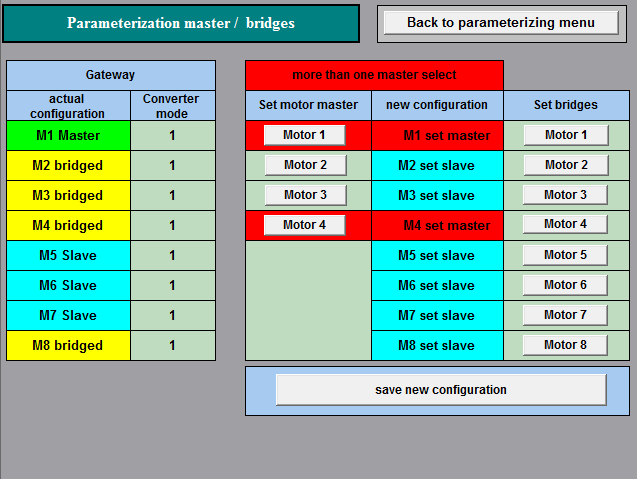 Parameterization master / bridges
Back to parameterizing menu
Gateway
more than one master select
actual configuration
Converter mode
Set motor master
new configuration
Set bridges
M1 Master
1
Motor 1
M1 set master
Motor 1
M2 bridged
1
Motor 2
M2 set slave
Motor 2
M3 bridged
1
Motor 3
M3 set slave
Motor 3
M4 bridged
1
Motor 4
M4 set master
Motor 4
M5 Slave
1
M5 set slave
Motor 5
M6 Slave
1
M6 set slave
Motor 6
M7 Slave
1
M7 set slave
Motor 7
M8 bridged
1
M8 set slave
Motor 8
save new configuration